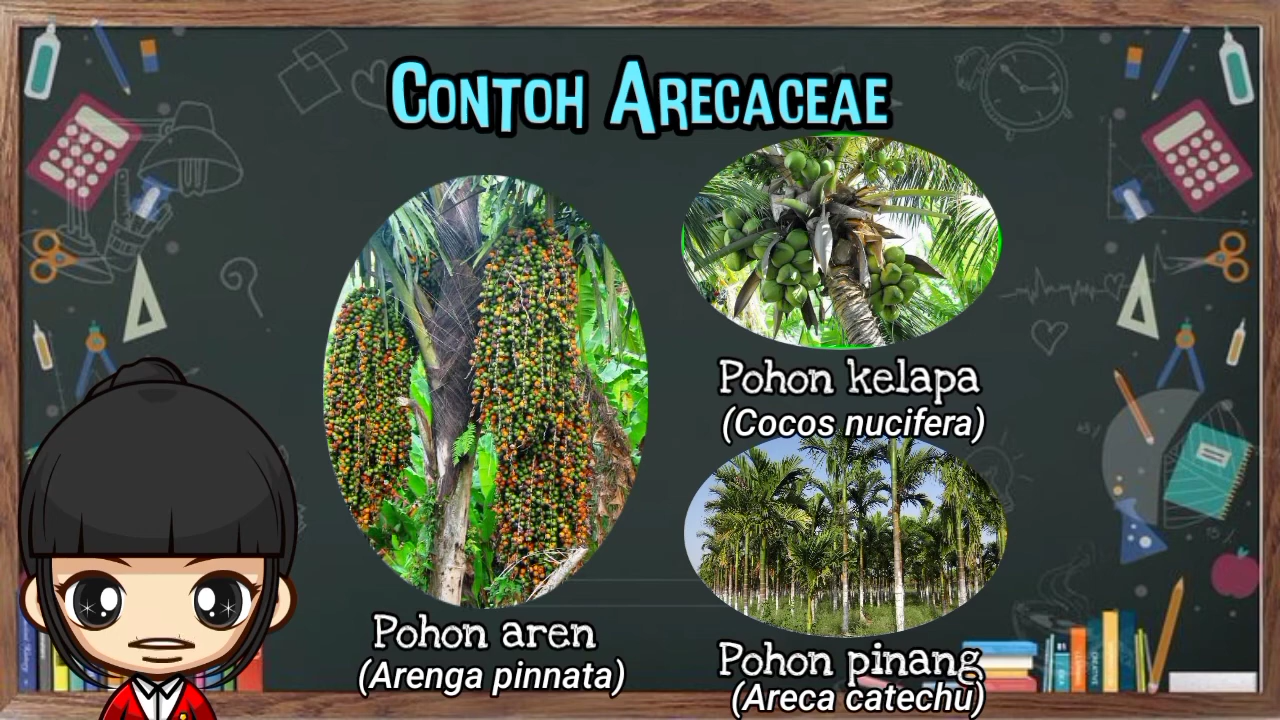 Contoh Arecaceae
Pohon kelapa
(Cocos nucifera)
Pohon aren
(Arenga pinnata)
Pohon pinang
(Areca catechu)